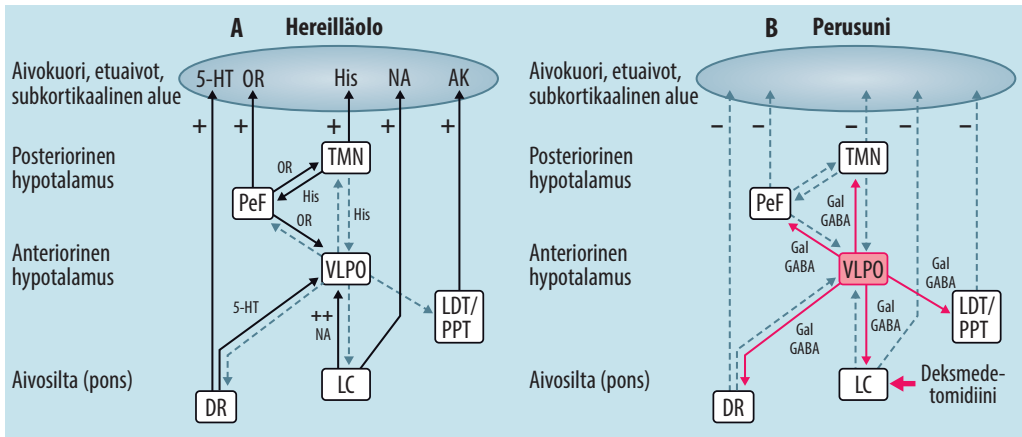 A Hereilläolo
Aivokuori, etuaivot,
subkortikaalinen alue
5-HT OR His NA AK
+ + + + +
Posteriorinen
hypotalamus
TMN
OR
His
PeF
OR
His
Anteriorinen
hypotalamus
VLPO
5-HT
++
NA
LDT/
PPT
Aivosilta (pons)
LC
DR
B Perusuni
Aivokuori, etuaivot,
subkortikaalinen alue
– – – – –
Posteriorinen
hypotalamus
TMN
PeF
Gal
GABA
Anteriorinen
hypotalamus
Gal
GABA
VLPO
Gal
GABA
LDT/
PPT
Gal
GABA
Gal
GABA
Aivosilta (pons)
LC
Deksmede-
tomidiini
DR